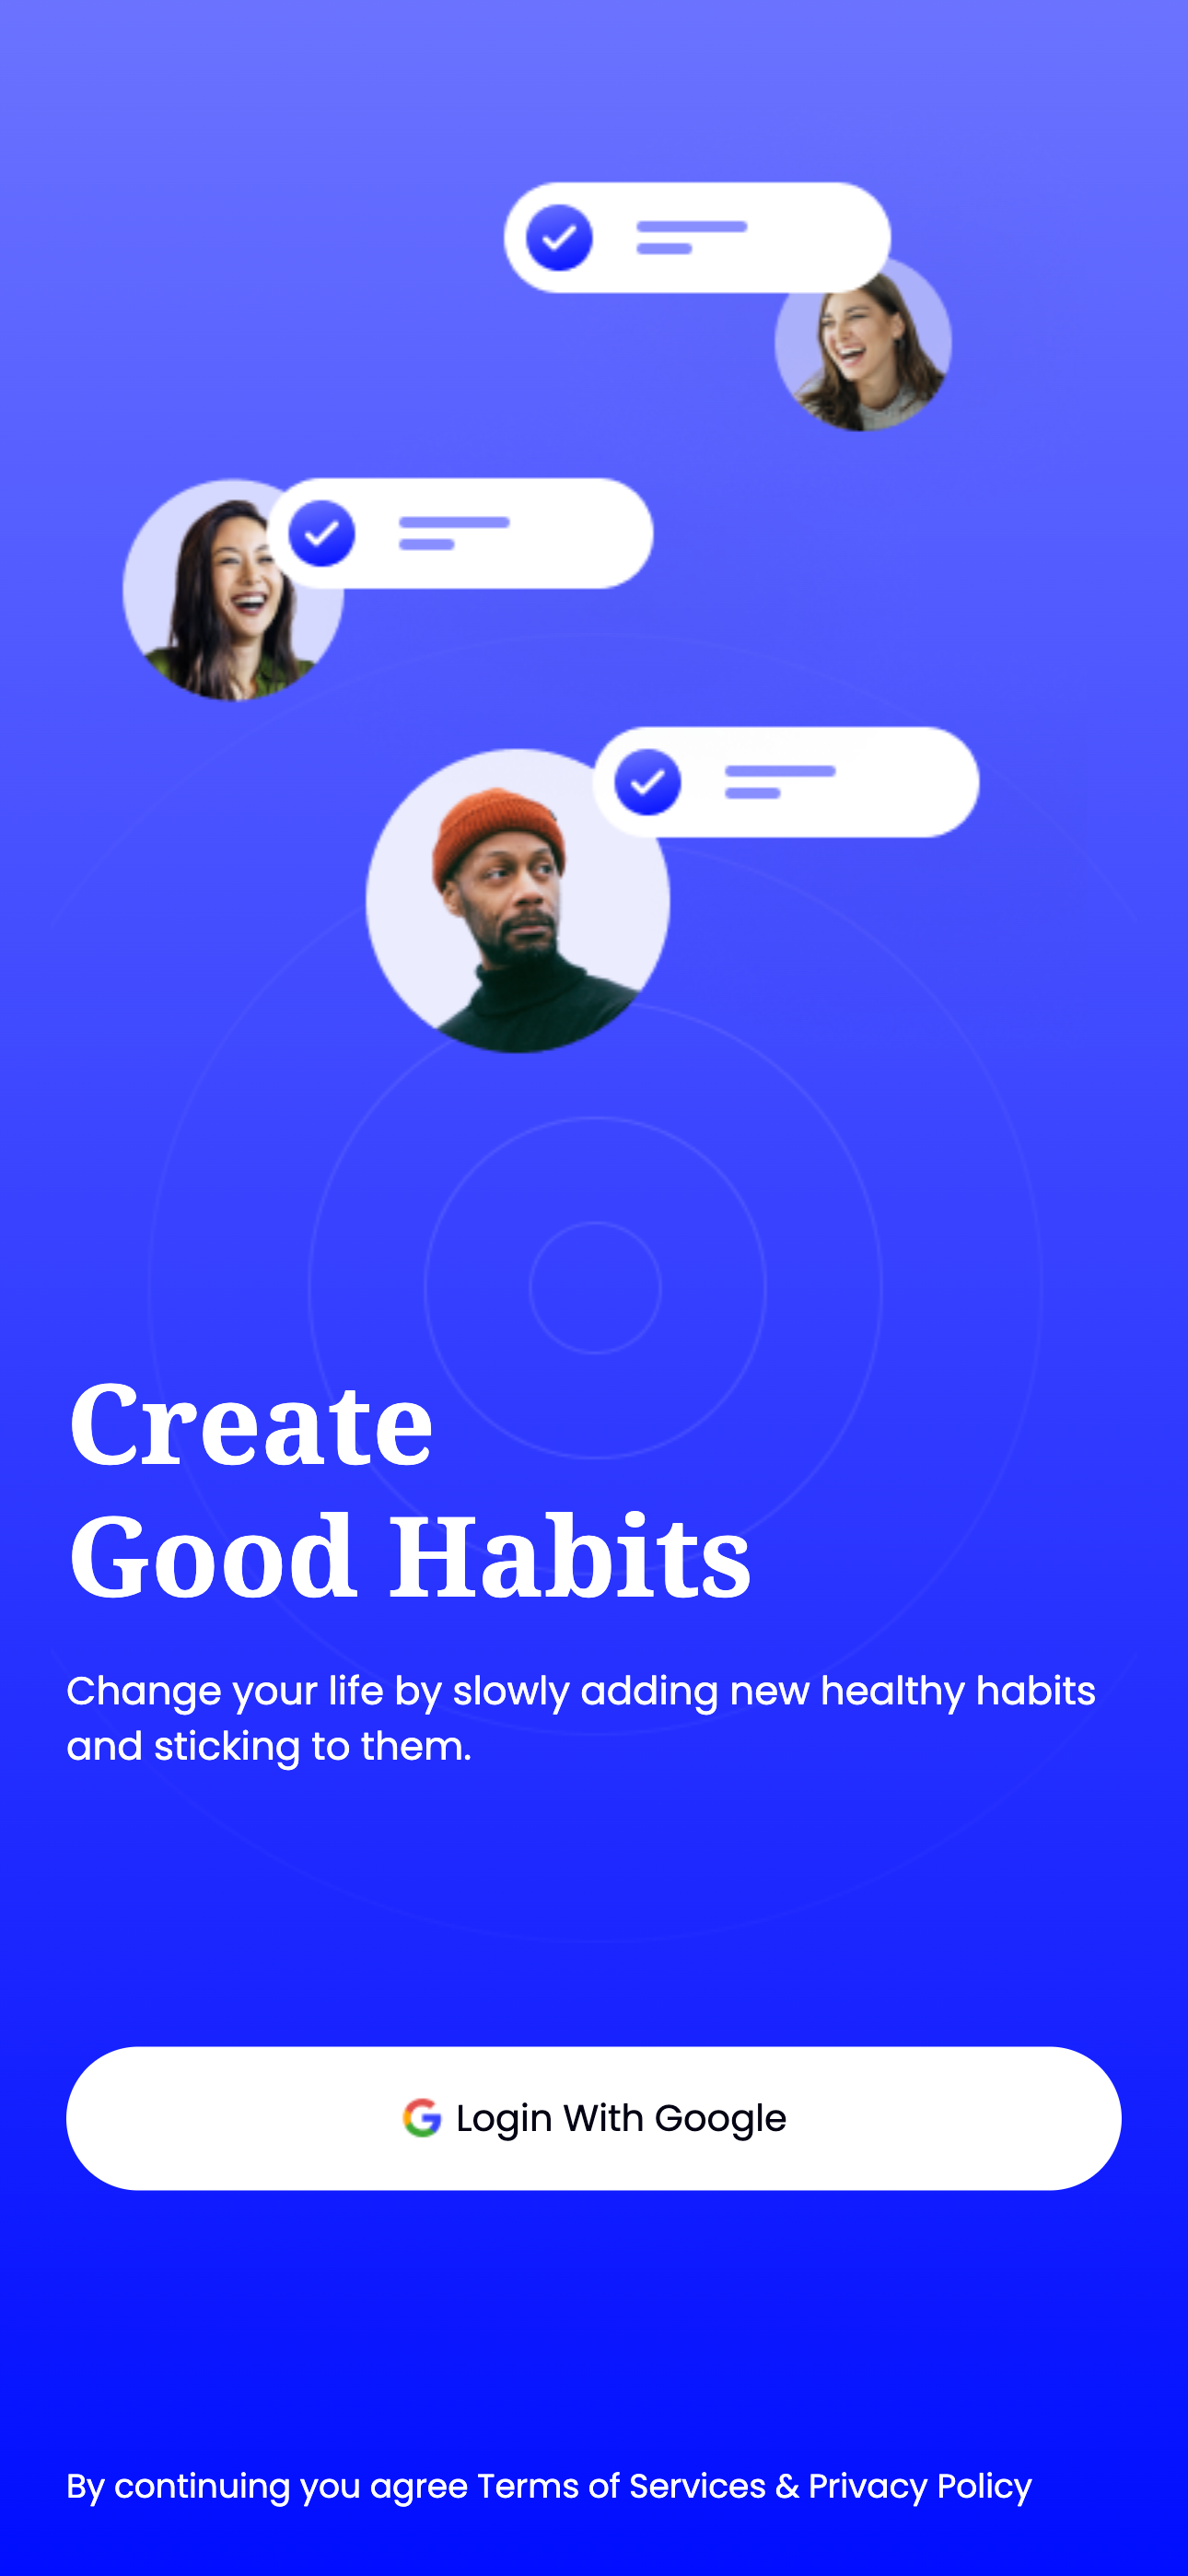 Create
Good Habits
Change your life by slowly adding new healthy habits
and sticking to them.
Login With Google
By continuing you agree Terms of Services & Privacy Policy